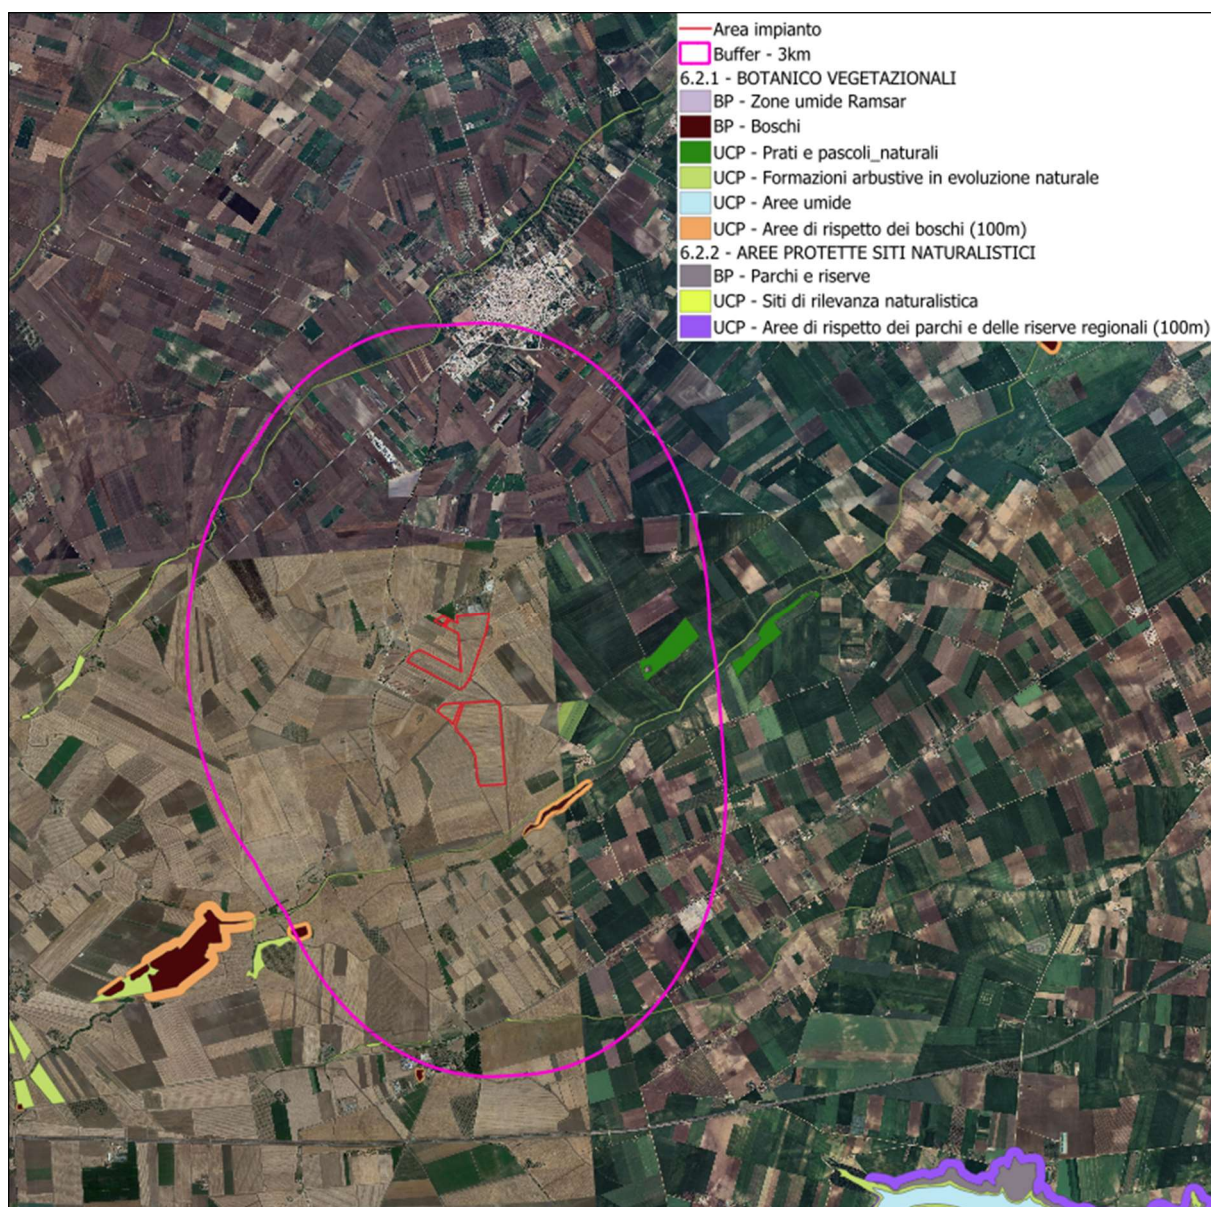 Area impianto
Buffer - 3km
6.2.1 - BOTANICO VEGETAZIONALI
BP - Zone umide Ramsar
BP - Boschi
UCP - Prati e pascoli_naturali
UCP - Formazioni arbustive in evoluzione naturale
UCP - Aree umide
UCP - Aree di rispetto dei boschi (100m)
6.2.2 - AREE PROTETTE SITI NATURALISTICI
BP - Parchi e riserve
UCP - Siti di rilevanza naturalistica
UCP - Aree di rispetto dei parchi e delle riserve regionali (100m)